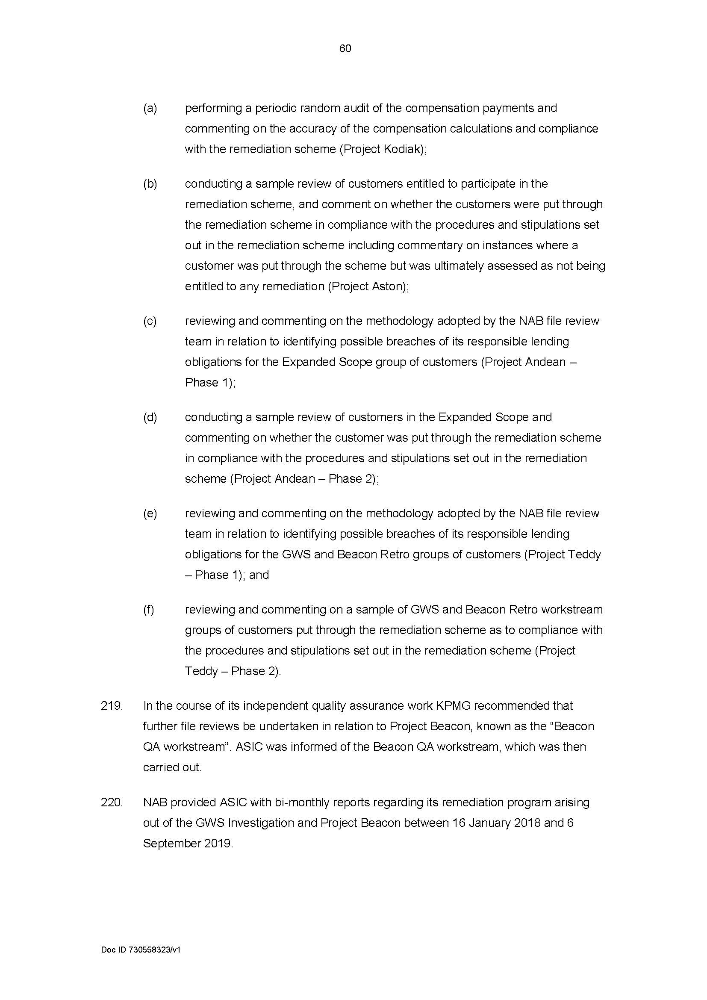 60
(a) performing a periodic random audit of the compensation payments and
commenting on the accuracy of the compensation calculations and compliance
with the remediation scheme (Project Kodiak);
(b) conducting a sample review of customers entitled to participate in the
remediation scheme, and comment on whether the customers were put through
the remediation scheme in compliance with the procedures and stipulations set
out in the remediation scheme including commentary on instances where a
customer was put through the scheme but was ultimately assessed as not being
entitled to any remediation (Project Aston);
(c) reviewing and commenting on the methodology adopted by the NAB file review
team in relation to identifying possible breaches of its responsible lending
obligations for the Expanded Scope group of customers (Project Andean –
Phase 1);
(d) conducting a sample review of customers in the Expanded Scope and
commenting on whether the customer was put through the remediation scheme
in compliance with the procedures and stipulations set out in the remediation
scheme (Project Andean – Phase 2);
(e) reviewing and commenting on the methodology adopted by the NAB file review
team in relation to identifying possible breaches of its responsible lending
obligations for the GWS and Beacon Retro groups of customers (Project Teddy
– Phase 1); and
(f) reviewing and commenting on a sample of GWS and Beacon Retro workstream
groups of customers put through the remediation scheme as to compliance with
the procedures and stipulations set out in the remediation scheme (Project
Teddy – Phase 2).
219. In the course of its independent quality assurance work KPMG recommended that
further file reviews be undertaken in relation to Project Beacon, known as the “Beacon
QA workstream”. ASIC was informed of the Beacon QA workstream, which was then
carried out.
220. NAB provided ASIC with bi-monthly reports regarding its remediation program arising
out of the GWS Investigation and Project Beacon between 16 January 2018 and 6
September 2019.
Doc ID 730558323/v1